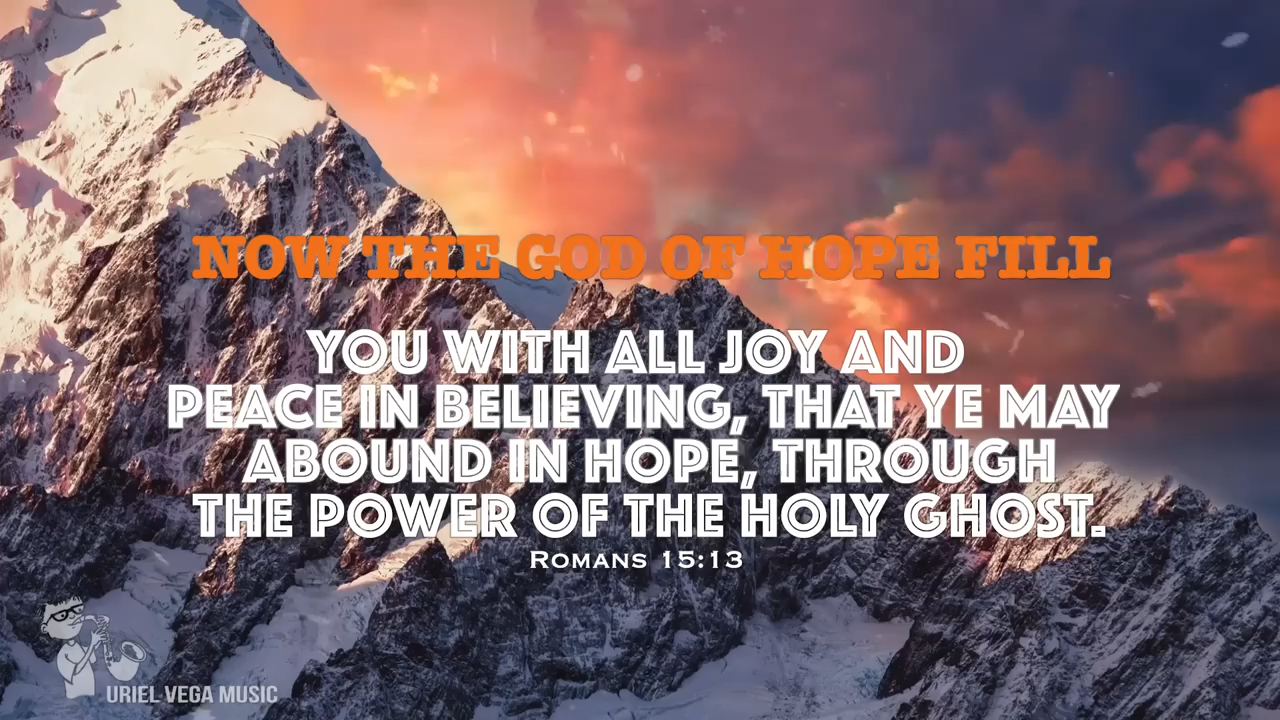 NOW THE GOD OF HOPE FILL
YOU WITH ALL JOY AND
PEACE IN BELIEVING, THAT YE MAY
ABOUND IN HOPE, THROUGH
THE POWER OF THE HOLY GHOST.
ROMANS 15:13
URIEL VEGA MUSIC